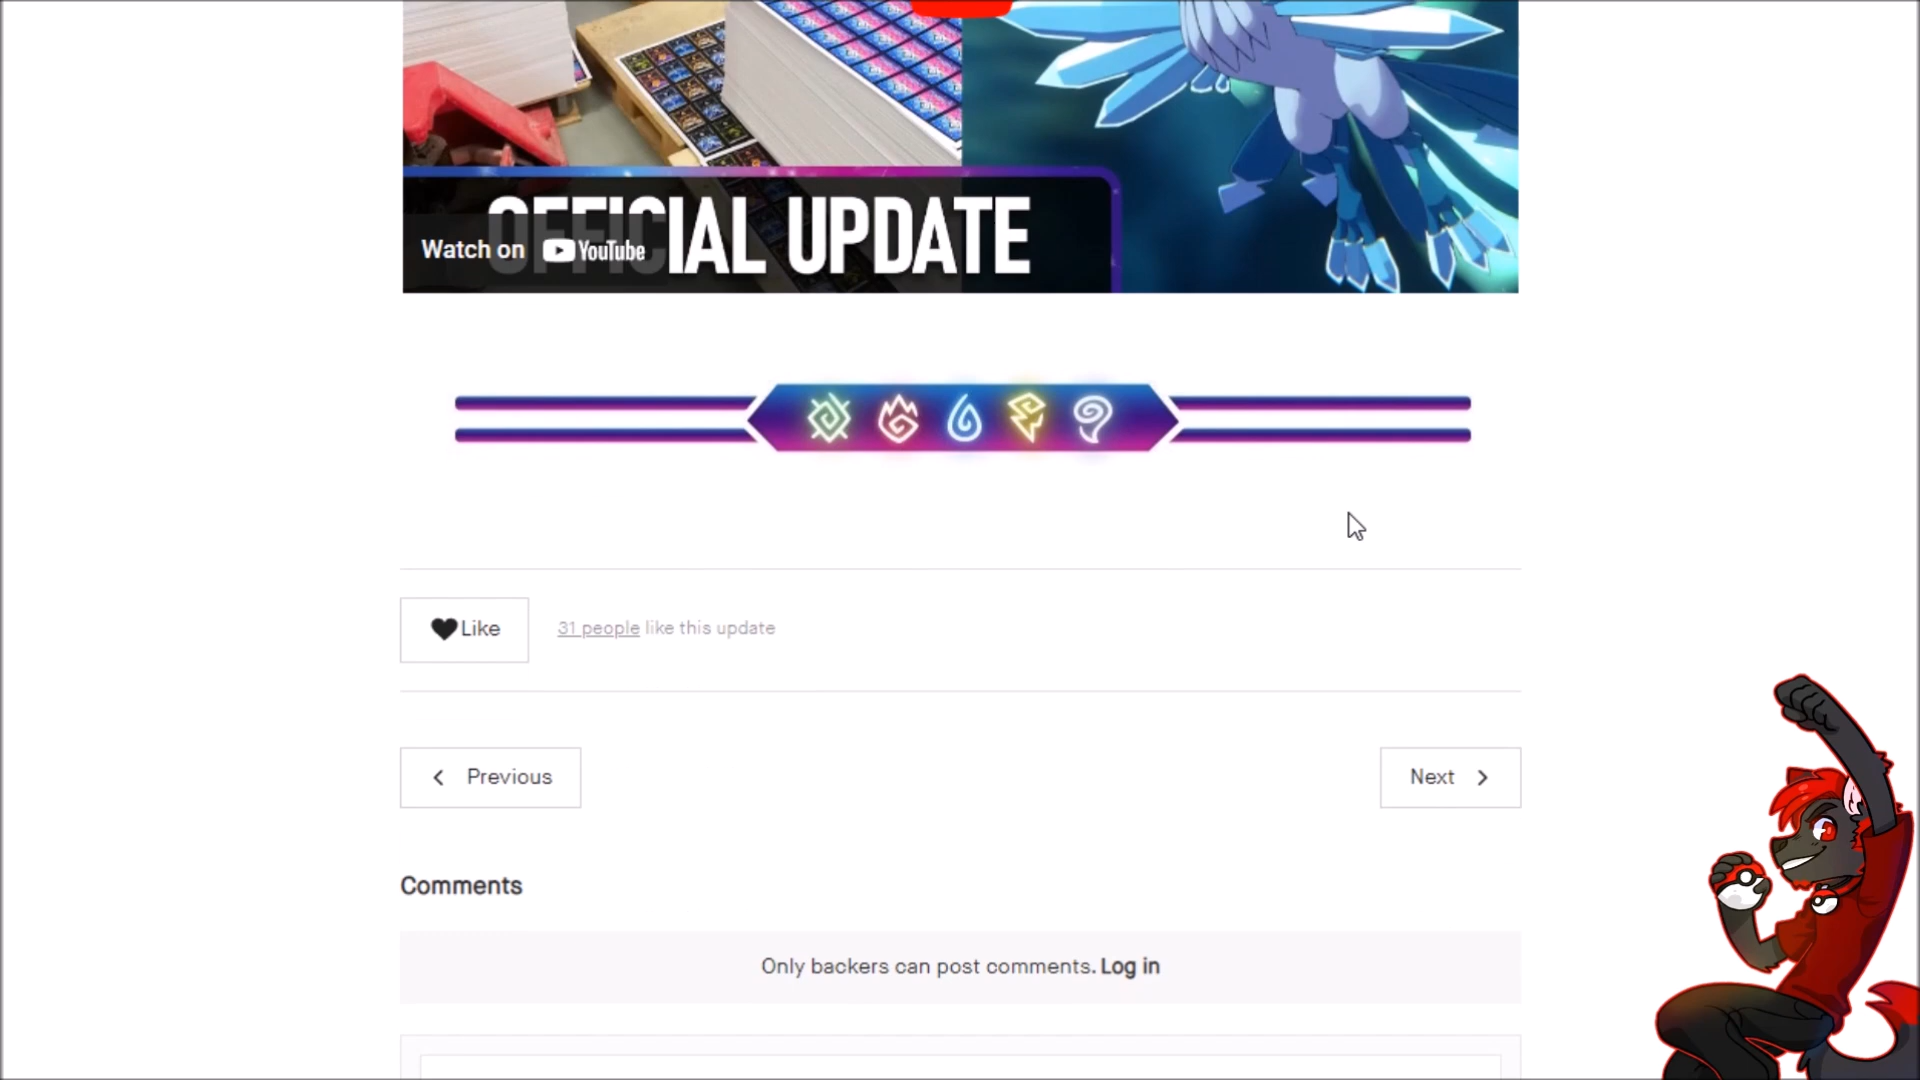 OFFICIAL UPDATE
Watch on YouTube
Like
31 people like this update
Previous
Next
Comments
Only backers can post comments. Log in